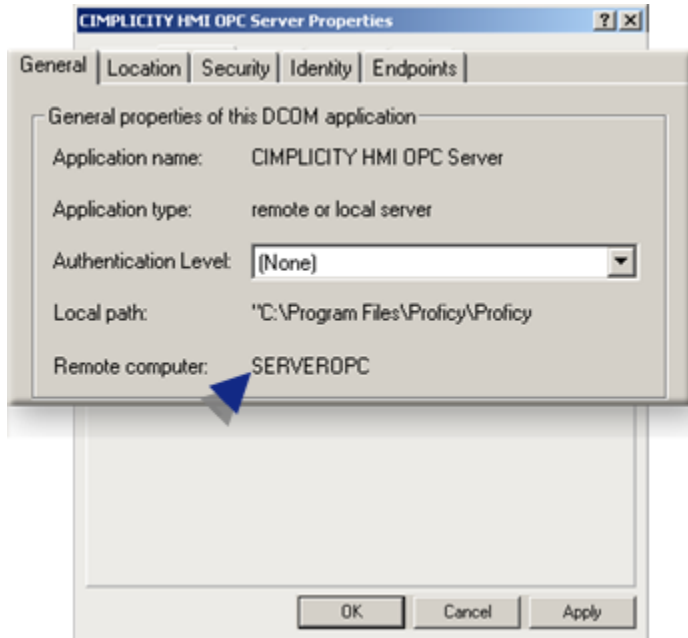 CIMPLICITY HMI OPC Server Properties
General Location Security Identity Endpoints
General properties of this DCOM application
Application name: CIMPLICITY HMI OPC Server
Application type: remote or local server
Authentication Level: (None)
Local path: "C:\Program Files\Proficy\Proficy
Remote computer: SERVEROPC
OK Cancel Apply